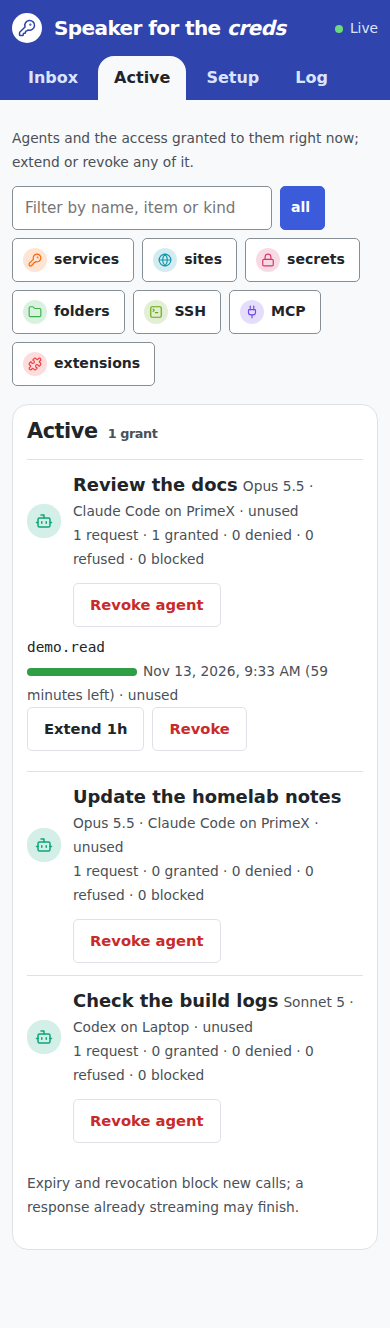 Speaker for the creds
Live
Inbox
Active
Setup
Log
Agents and the access granted to them right now;
extend or revoke any of it.
Filter by name, item or kind
all
services
sites
secrets
folders
SSH
MCP
extensions
Active 1 grant
Review the docs Opus 5.5 ·
Claude Code on PrimeX · unused
1 request · 1 granted · 0 denied · 0
refused · 0 blocked
Revoke agent
demo.read
Nov 13, 2026, 9:33 AM (59
minutes left) · unused
Extend 1h
Revoke
Update the homelab notes
Opus 5.5 · Claude Code on PrimeX ·
unused
1 request · 0 granted · 0 denied · 0
refused · 0 blocked
Revoke agent
Check the build logs Sonnet 5 ·
Codex on Laptop · unused
1 request · 0 granted · 0 denied · 0
refused · 0 blocked
Revoke agent
Expiry and revocation block new calls; a
response already streaming may finish.